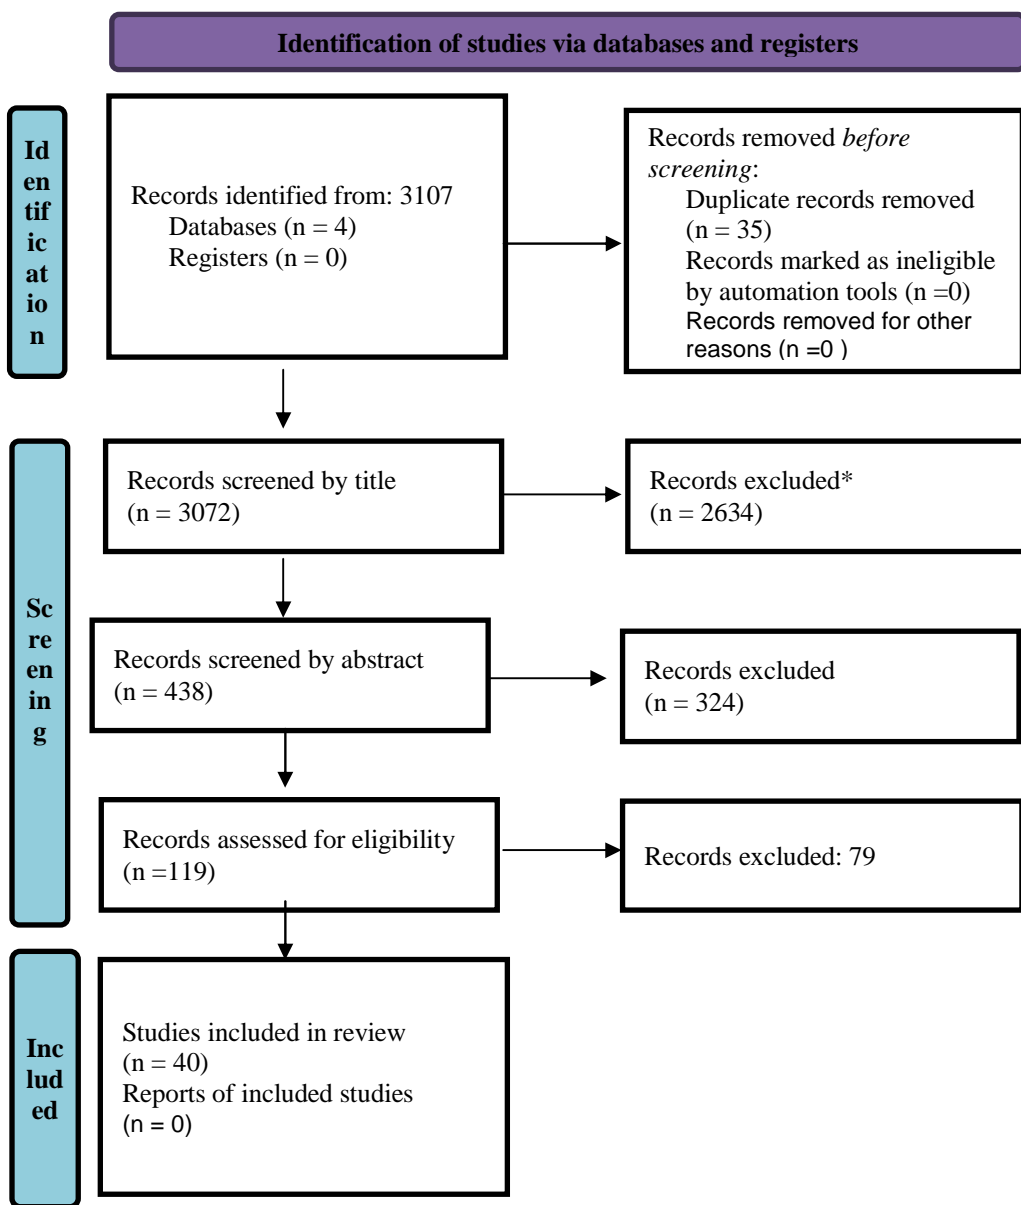 Identification of studies via databases and registers
Id
en
tif
ic
at
io
n
Records identified from: 3107
Databases (n = 4)
Registers (n = 0)
Records removed before
screening:
Duplicate records removed
(n = 35)
Records marked as ineligible
by automation tools (n =0)
Records removed for other
reasons (n =0 )
Sc
re
en
in
g
Records screened by title
(n = 3072)
Records excluded*
(n = 2634)
Records screened by abstract
(n = 438)
Records excluded
(n = 324)
Records assessed for eligibility
(n =119)
Records excluded: 79
Inc
lud
ed
Studies included in review
(n = 40)
Reports of included studies
(n = 0)